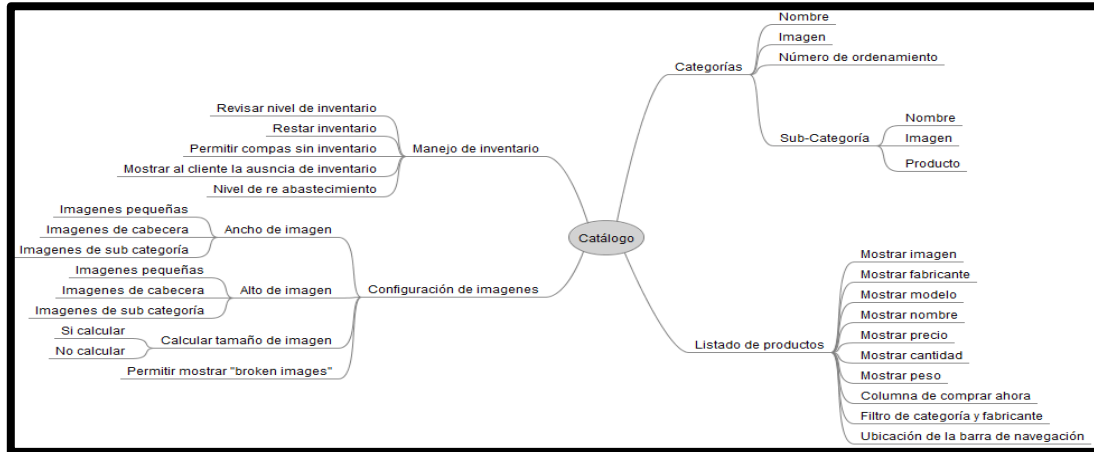 Catálogo
Categorías
Nombre
Imagen
Número de ordenamiento
Sub-Categoría
Nombre
Imagen
Producto
Manejo de inventario
Revisar nivel de inventario
Restar inventario
Permitir compas sin inventario
Mostrar al cliente la ausncia de inventario
Nivel de re abastecimiento
Configuración de imagenes
Ancho de imagen
Imagenes pequeñas
Imagenes de cabecera
Imagenes de sub categoría
Alto de imagen
Imagenes pequeñas
Imagenes de cabecera
Imagenes de sub categoría
Calcular tamaño de imagen
Si calcular
No calcular
Permitir mostrar "broken images"
Listado de productos
Mostrar imagen
Mostrar fabricante
Mostrar modelo
Mostrar nombre
Mostrar precio
Mostrar cantidad
Mostrar peso
Columna de comprar ahora
Filtro de categoría y fabricante
Ubicación de la barra de navegación